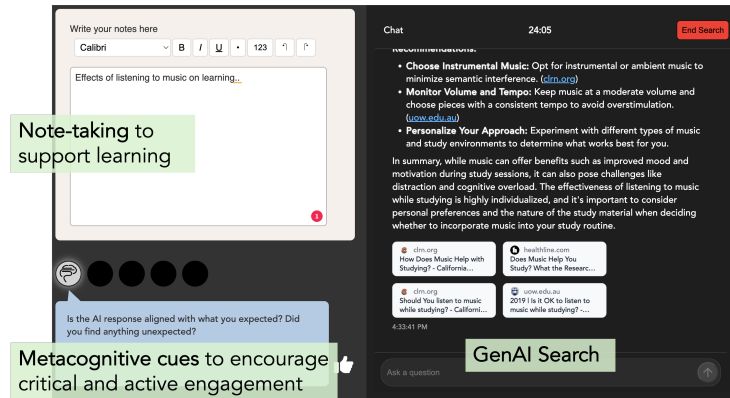 Write your notes here
Calibri
B I U • 123
Effects of listening to music on learning..
1
Note-taking to
support learning
Is the AI response aligned with what you expected? Did
you find anything unexpected?
Metacognitive cues to encourage
critical and active engagement
Chat 24:05 End Search
Recommendations:
• Choose Instrumental Music: Opt for instrumental or ambient music to
minimize semantic interference. (clrn.org)
• Monitor Volume and Tempo: Keep music at a moderate volume and
choose pieces with a consistent tempo to avoid overstimulation.
(uow.edu.au)
• Personalize Your Approach: Experiment with different types of music
and study environments to determine what works best for you.
In summary, while music can offer benefits such as improved mood and
motivation during study sessions, it can also pose challenges like
distraction and cognitive overload. The effectiveness of listening to music
while studying is highly individualized, and it's important to consider
personal preferences and the nature of the study material when deciding
whether to incorporate music into your study routine.
clrn.org
How Does Music Help with
Studying? - California...
healthline.com
Does Music Help You
Study? What the Researc...
clrn.org
Should You listen to music
while studying? - Californi...
uow.edu.au
2019 | Is it OK to listen to
music while studying? -...
4:33:41 PM
GenAI Search
Ask a question